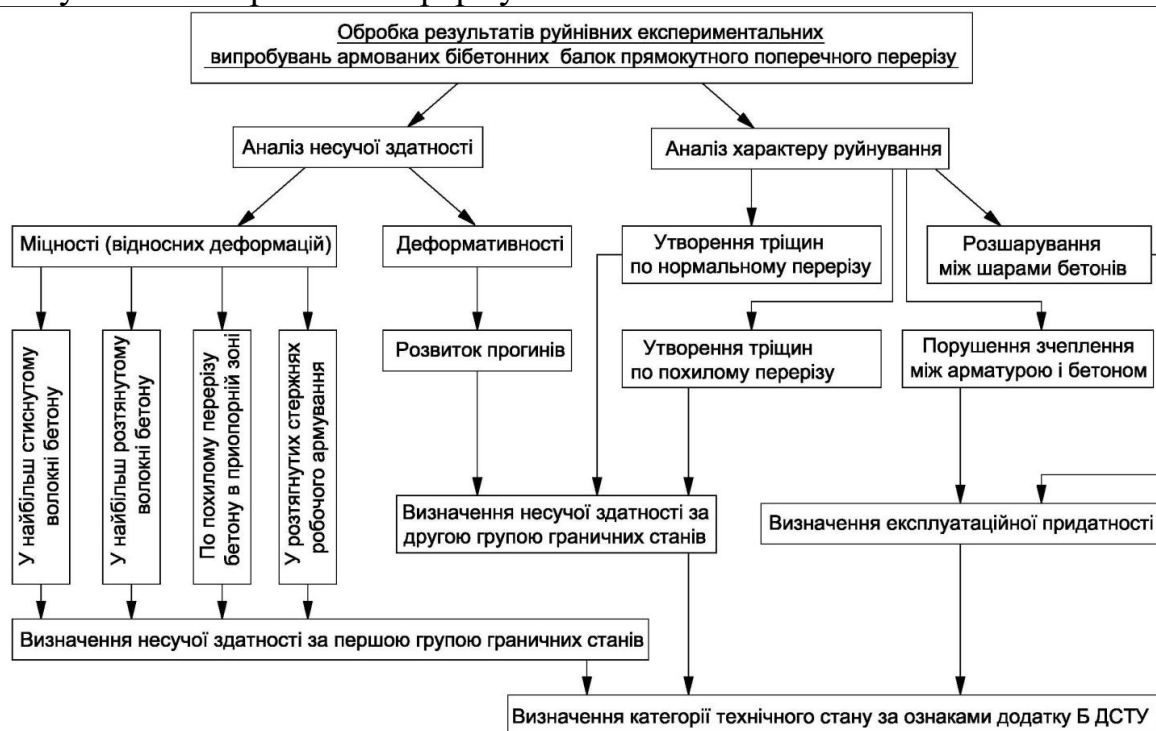 Обробка результатів руйнівних експериментальних
випробувань армованих бібетонних балок прямокутного поперечного перерізу
Аналіз несучої здатності
Аналіз характеру руйнування
Міцності (відносних деформацій)
Деформативності
Утворення тріщин
по нормальному перерізу
Розшарування
між шарами бетонів
У найбільш стиснутому
волокні бетону
У найбільш розтянутому
волокні бетону
По похилому перерізу
бетону в приопорній зоні
У розтягнутих стержнях
робочого армування
Розвиток прогинів
Утворення тріщин
по похилому перерізу
Порушення зчеплення
між арматурою і бетоном
Визначення несучої здатності за
другою групою граничних станів
Визначення експлуатаційної придатності
Визначення несучої здатності за першою групою граничних станів
Визначення категорії технічного стану за ознаками додатку Б ДСТУ